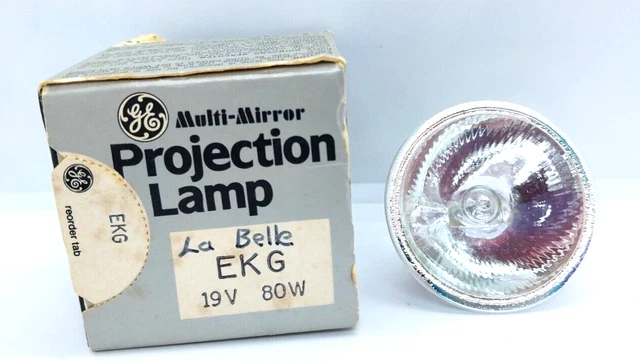 GE Multi-Mirror
Projection
Lamp
La Belle
EKG
19V 80W
GE
reorder tab
EKG